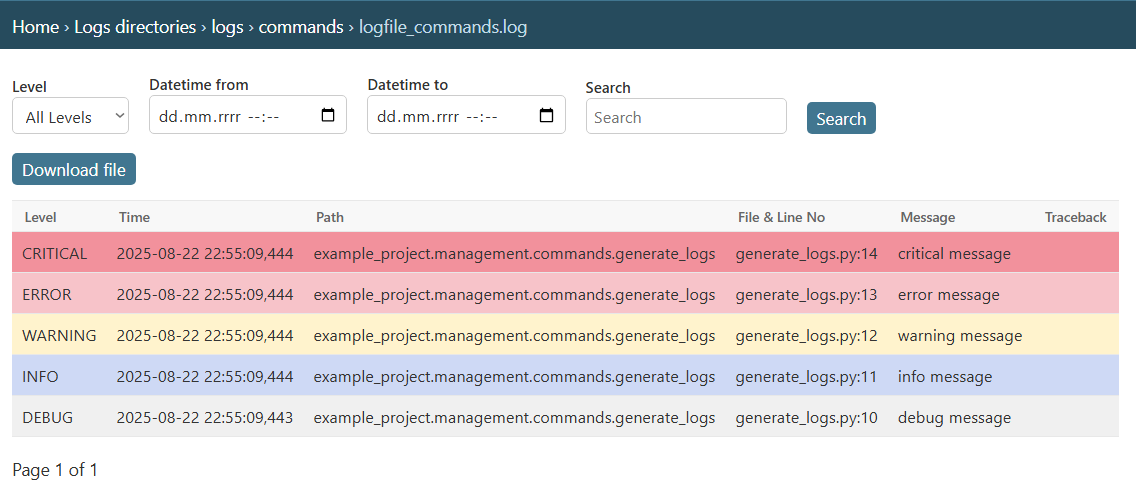 Home › Logs directories › logs › commands › logfile_commands.log
Level Datetime from Datetime to Search
All Levels dd.mm.rrrr --:-- dd.mm.rrrr --:-- Search Search
Download file
Level Time Path File & Line No Message Traceback
CRITICAL 2025-08-22 22:55:09,444 example_project.management.commands.generate_logs generate_logs.py:14 critical message
ERROR 2025-08-22 22:55:09,444 example_project.management.commands.generate_logs generate_logs.py:13 error message
WARNING 2025-08-22 22:55:09,444 example_project.management.commands.generate_logs generate_logs.py:12 warning message
INFO 2025-08-22 22:55:09,444 example_project.management.commands.generate_logs generate_logs.py:11 info message
DEBUG 2025-08-22 22:55:09,443 example_project.management.commands.generate_logs generate_logs.py:10 debug message
Page 1 of 1